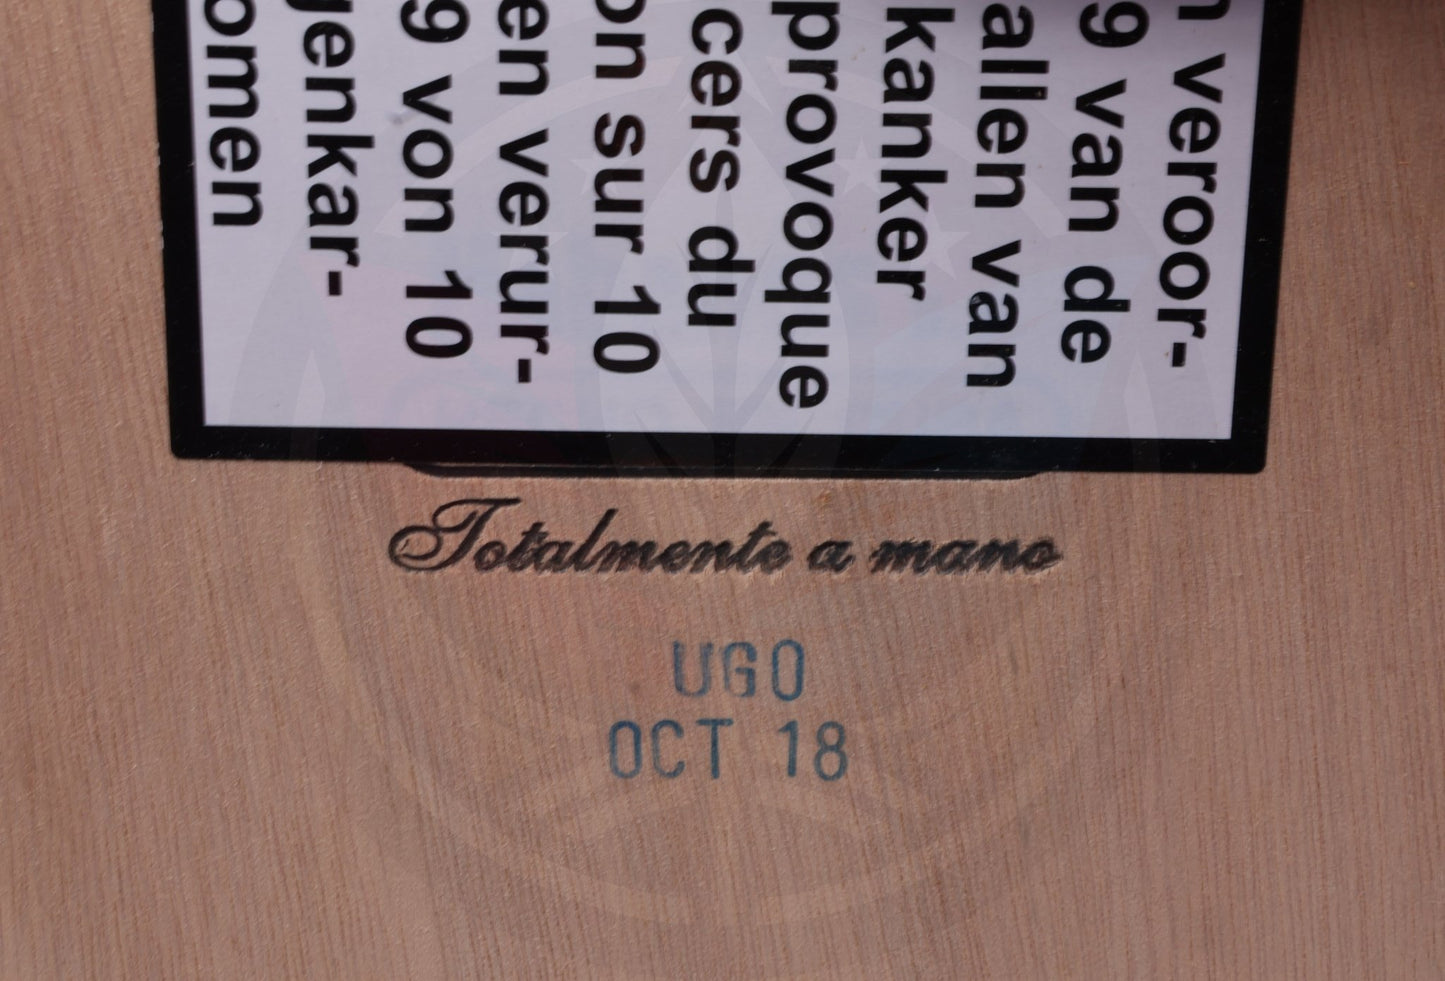 n veroor-
9 van de
allen van
kanker
provoque
cers du
on sur 10
en verur-
9 von 10
genkar-
omen
Totalmente a mano
UGO
OCT 18